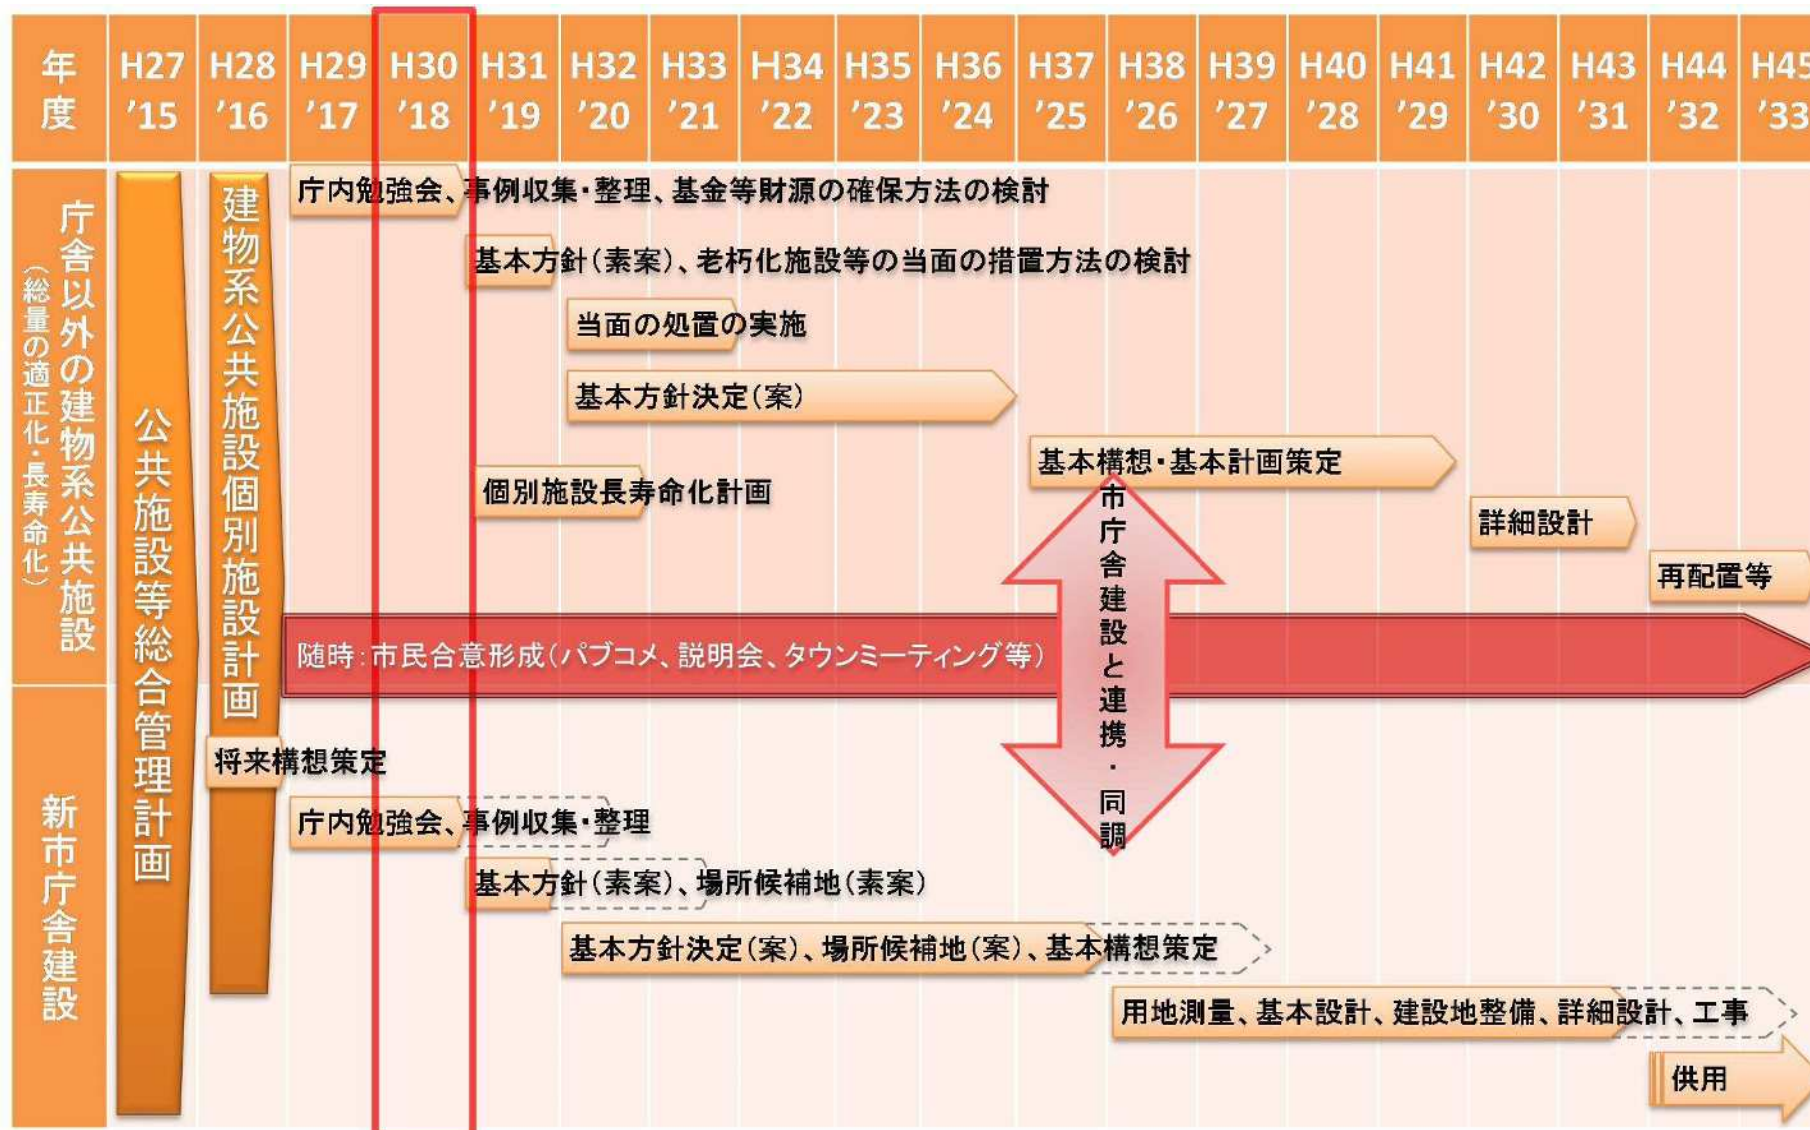 年度
H27 H28 H29 H30 H31 H32 H33 H34 H35 H36 H37 H38 H39 H40 H41 H42 H43 H44 H45
'15 '16 '17 '18 '19 '20 '21 '22 '23 '24 '25 '26 '27 '28 '29 '30 '31 '32 '33
庁舎以外の建物系公共施設
(総量の適正化・長寿命化)
公共施設等総合管理計画
建物系公共施設個別施設計画
庁内勉強会、事例収集・整理、基金等財源の確保方法の検討
基本方針(素案)、老朽化施設等の当面の措置方法の検討
当面の処置の実施
基本方針決定(案)
基本構想・基本計画策定
個別施設長寿命化計画
詳細設計
再配置等
市庁舎建設と連携・同調
随時:市民合意形成(パブコメ、説明会、タウンミーティング等)
新市庁舎建設
将来構想策定
庁内勉強会、事例収集・整理
基本方針(素案)、場所候補地(素案)
基本方針決定(案)、場所候補地(案)、基本構想策定
用地測量、基本設計、建設地整備、詳細設計、工事
供用